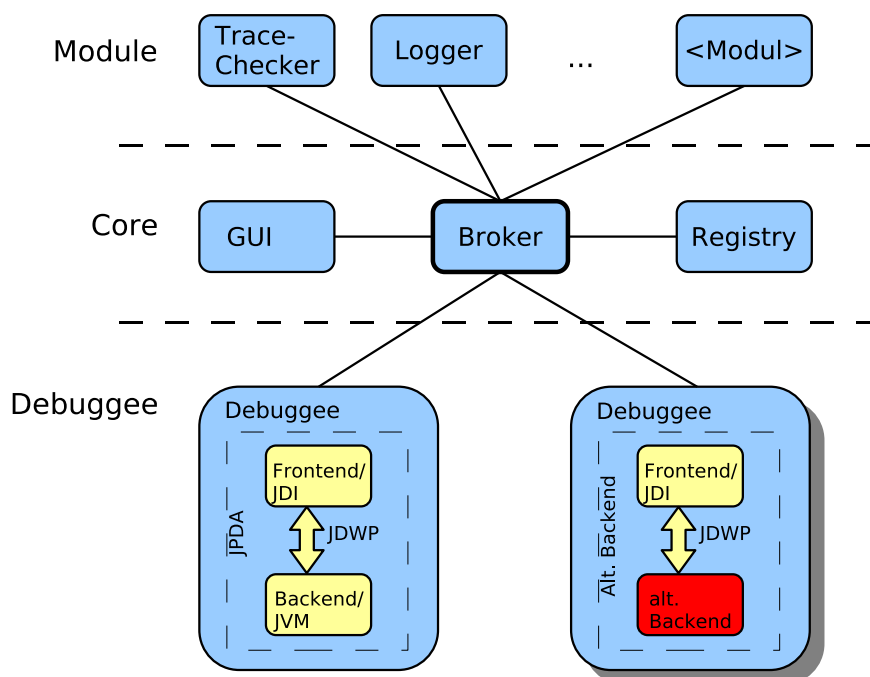 Module
Trace-
Checker
Logger
...
<Modul>
Core
GUI
Broker
Registry
Debuggee
Debuggee
JPDA
Frontend/
JDI
JDWP
Backend/
JVM
Debuggee
Alt. Backend
Frontend/
JDI
JDWP
alt.
Backend